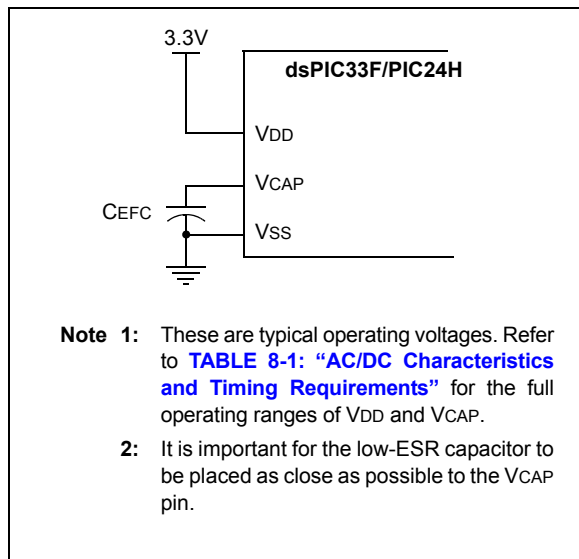 3.3V
dsPIC33F/PIC24H
VDD
VCAP
CEFC
VSS
Note 1: These are typical operating voltages. Refer
to TABLE 8-1: “AC/DC Characteristics
and Timing Requirements” for the full
operating ranges of VDD and VCAP.
2: It is important for the low-ESR capacitor to
be placed as close as possible to the VCAP
pin.